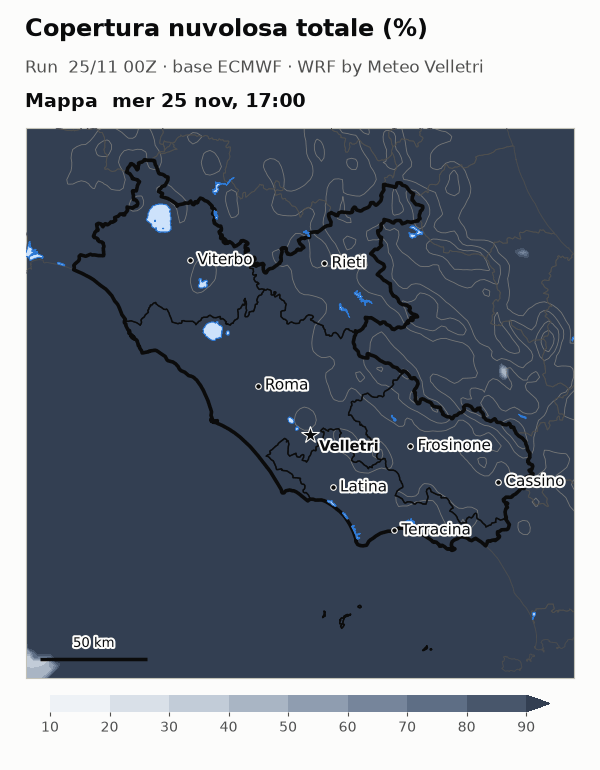 Copertura nuvolosa totale (%)
Run  25/11 00Z · base ECMWF · WRF by Meteo Velletri
Mappa  mer 25 nov, 17:00
Viterbo
Rieti
Roma
Velletri
Frosinone
Latina
Cassino
Terracina
50 km
10 20 30 40 50 60 70 80 90